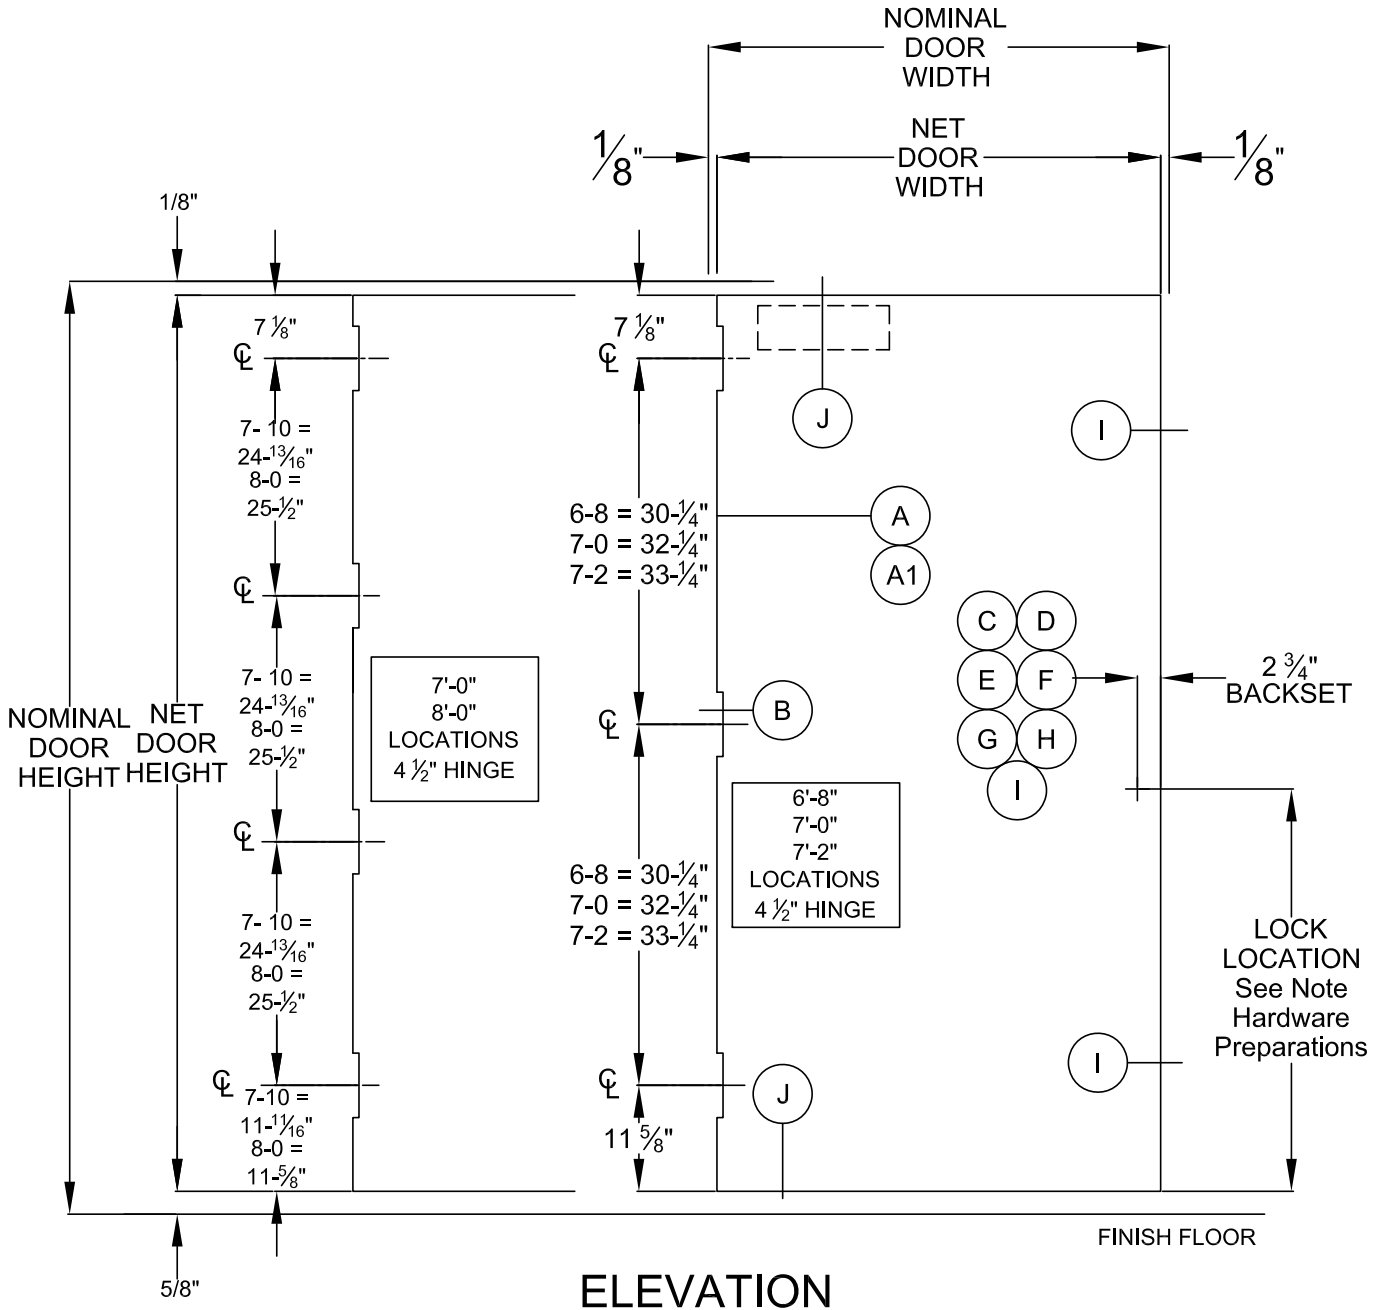 NOMINAL
DOOR
WIDTH
NET
DOOR
WIDTH
1/8"
1/8"
1/8"
7 1/8"
℄
7 1/8"
℄
J
I
7- 10 =
24-13/16"
8-0 =
25-1/2"
6-8 = 30-1/4"
7-0 = 32-1/4"
7-2 = 33-1/4"
A
A1
℄
C D
E F
G H
I
2 3/4"
BACKSET
7- 10 =
24-13/16"
8-0 =
25-1/2"
7'-0"
8'-0"
LOCATIONS
4 1/2" HINGE
℄
B
NOMINAL
DOOR
HEIGHT
NET
DOOR
HEIGHT
6'-8"
7'-0"
7'-2"
LOCATIONS
4 1/2" HINGE
℄
7- 10 =
24-13/16"
8-0 =
25-1/2"
6-8 = 30-1/4"
7-0 = 32-1/4"
7-2 = 33-1/4"
LOCK
LOCATION
See Note
Hardware
Preparations
I
℄
℄
J
7-10 =
11-11/16"
8-0 =
11-5/8"
11 5/8"
FINISH FLOOR
5/8"
ELEVATION